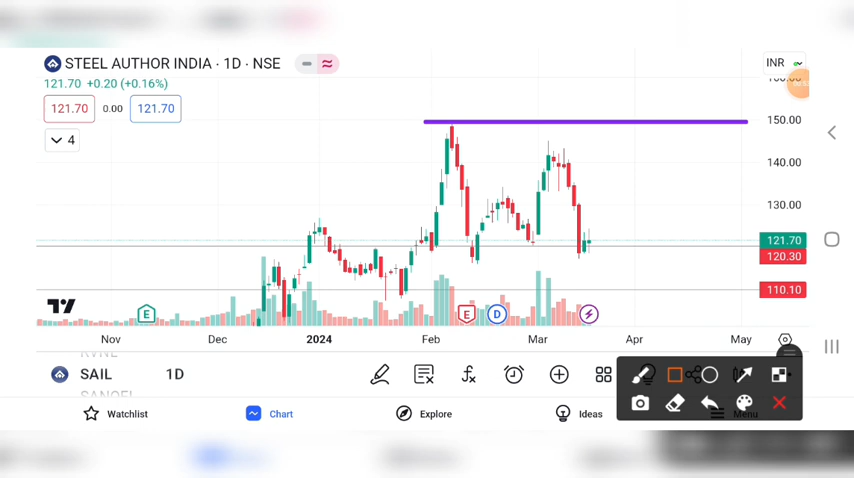 STEEL AUTHOR INDIA · 1D · NSE
INR
121.70 +0.20 (+0.16%)
121.70 0.00 121.70
4
150.00
140.00
130.00
121.70
120.30
110.10
E E D
Nov Dec 2024 Feb Mar Apr May
SAIL 1D
Watchlist Chart Explore Ideas Menu